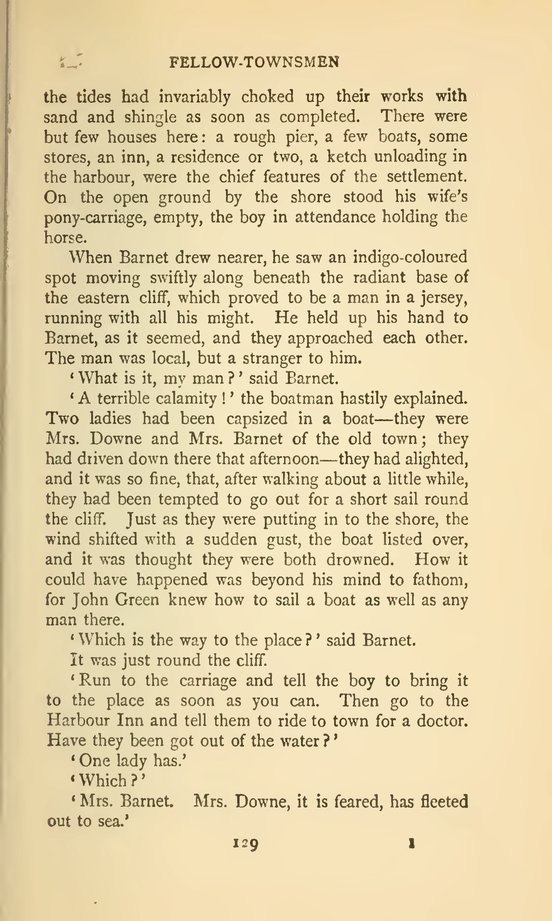 FELLOW-TOWNSMEN
the tides had invariably choked up their works with
sand and shingle as soon as completed. There were
but few houses here: a rough pier, a few boats, some
stores, an inn, a residence or two, a ketch unloading in
the harbour, were the chief features of the settlement.
On the open ground by the shore stood his wife's
pony-carriage, empty, the boy in attendance holding the
horse.
When Barnet drew nearer, he saw an indigo-coloured
spot moving swiftly along beneath the radiant base of
the eastern cliff, which proved to be a man in a jersey,
running with all his might. He held up his hand to
Barnet, as it seemed, and they approached each other.
The man was local, but a stranger to him.
‘What is it, my man?’ said Barnet.
‘A terrible calamity!’ the boatman hastily explained.
Two ladies had been capsized in a boat—they were
Mrs. Downe and Mrs. Barnet of the old town; they
had driven down there that afternoon—they had alighted,
and it was so fine, that, after walking about a little while,
they had been tempted to go out for a short sail round
the cliff. Just as they were putting in to the shore, the
wind shifted with a sudden gust, the boat listed over,
and it was thought they were both drowned. How it
could have happened was beyond his mind to fathom,
for John Green knew how to sail a boat as well as any
man there.
‘Which is the way to the place?’ said Barnet.
It was just round the cliff.
‘Run to the carriage and tell the boy to bring it
to the place as soon as you can. Then go to the
Harbour Inn and tell them to ride to town for a doctor.
Have they been got out of the water?’
‘One lady has.’
‘Which?’
‘Mrs. Barnet. Mrs. Downe, it is feared, has fleeted
out to sea.’
129 I